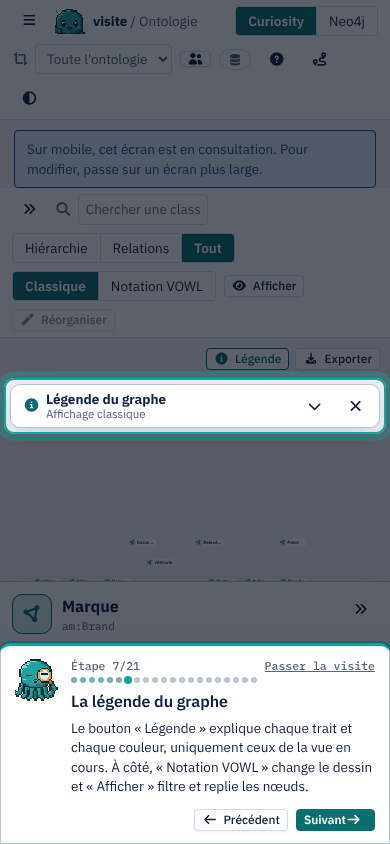 visite / Ontologie
Curiosity
Neo4j
Toute l'ontologie
Sur mobile, cet écran est en consultation. Pour
modifier, passe sur un écran plus large.
Chercher une class
Hiérarchie
Relations
Tout
Classique
Notation VOWL
Afficher
Réorganiser
Légende
Exporter
Légende du graphe
Affichage classique
Véhicule
Marque
am:Brand
Étape 7/21
Passer la visite
La légende du graphe
Le bouton « Légende » explique chaque trait et
chaque couleur, uniquement ceux de la vue en
cours. À côté, « Notation VOWL » change le dessin
et « Afficher » filtre et replie les nœuds.
Précédent
Suivant